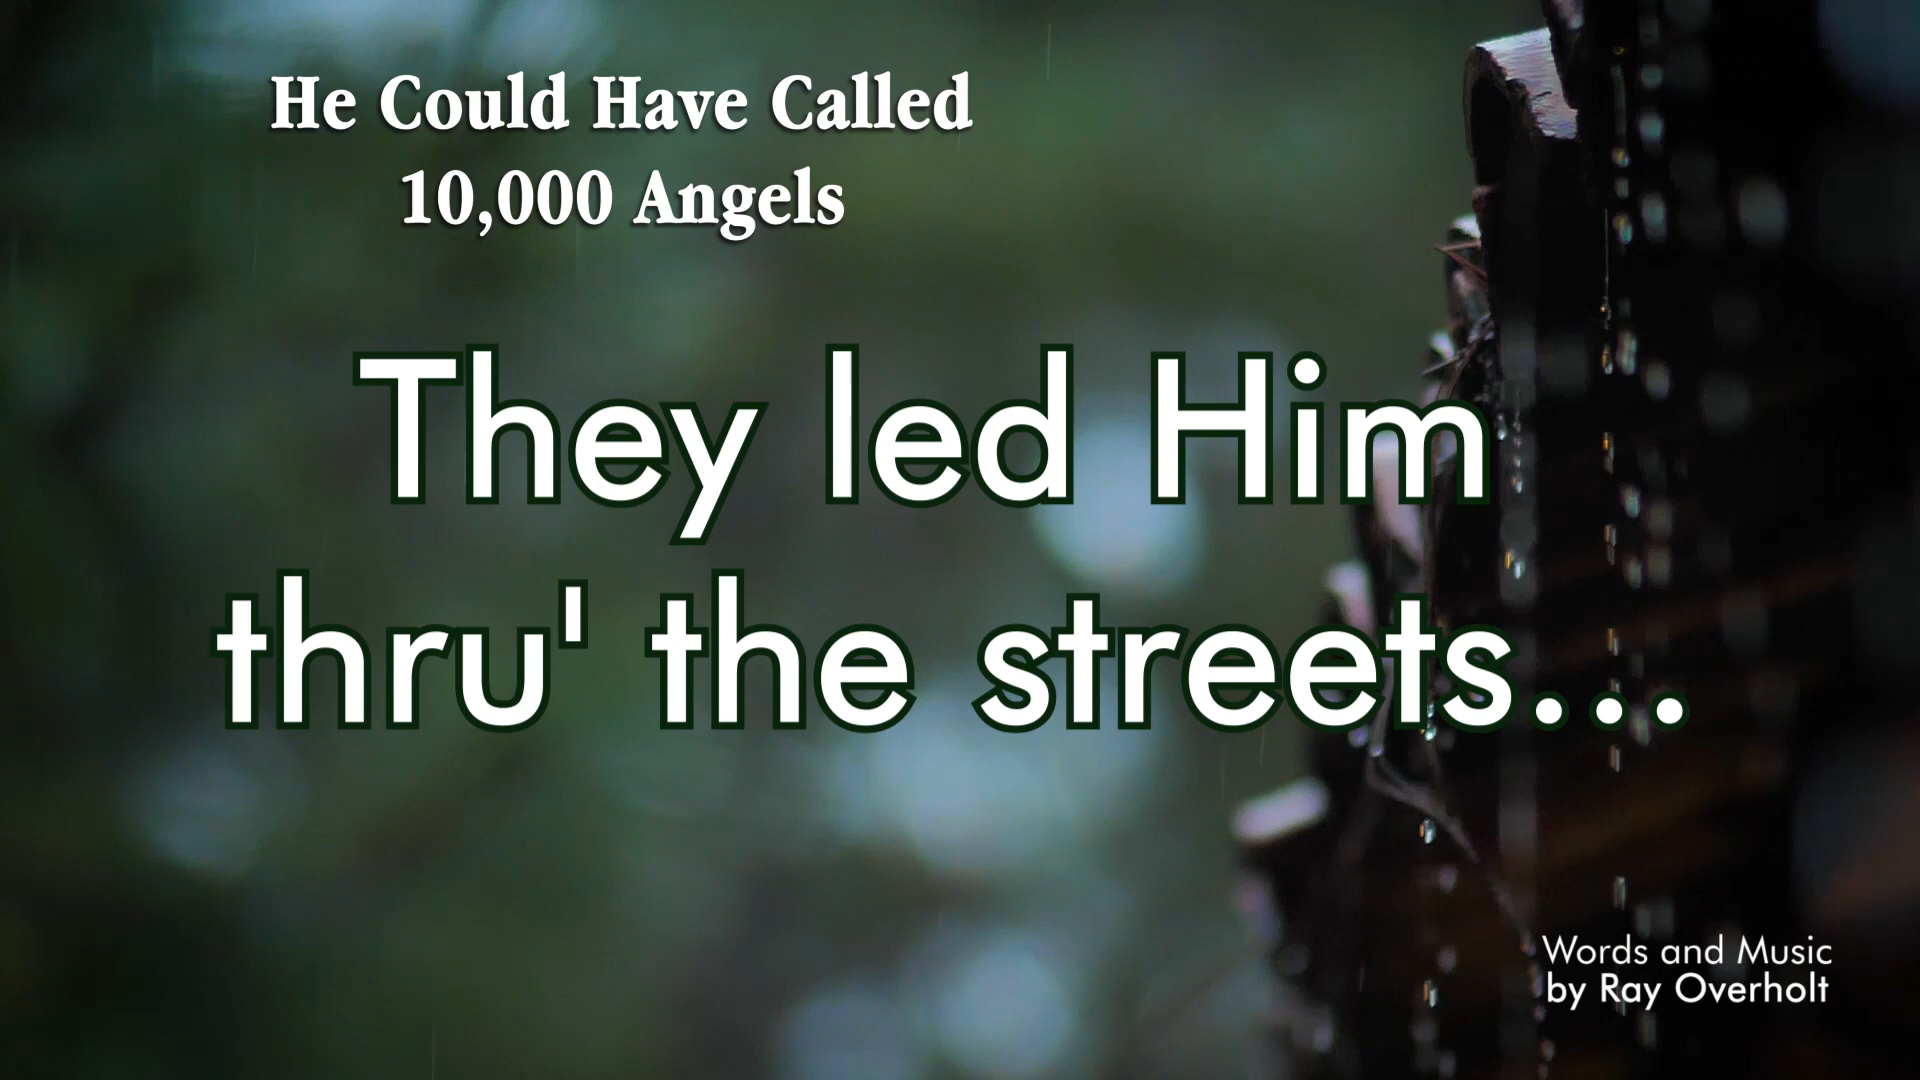 He Could Have Called
10,000 Angels
They led Him
thru' the streets...
Words and Music
by Ray Overholt